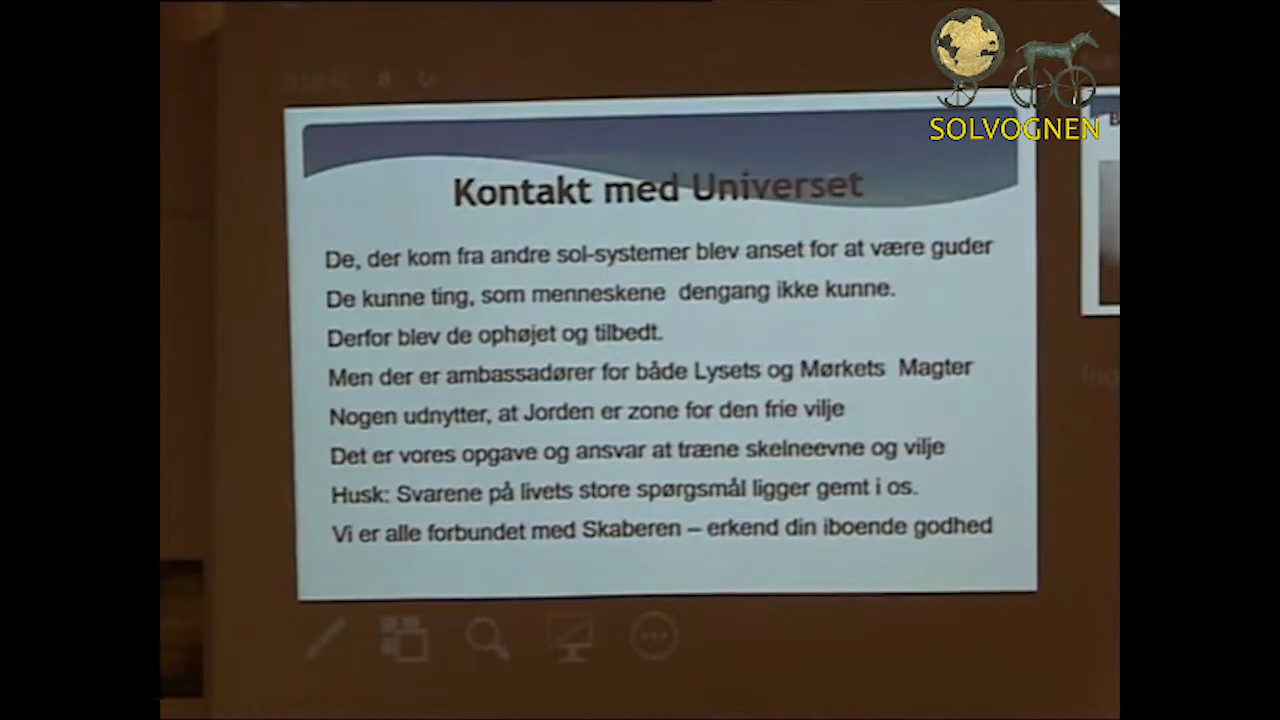 SOLVOGNEN
Kontakt med Universet
De, der kom fra andre sol-systemer blev anset for at være guder
De kunne ting, som menneskene dengang ikke kunne.
Derfor blev de ophøjet og tilbedt.
Men der er ambassadører for både Lysets og Mørkets Magter
Nogen udnytter, at Jorden er zone for den frie vilje
Det er vores opgave og ansvar at træne skelneevne og vilje
Husk: Svarene på livets store spørgsmål ligger gemt i os.
Vi er alle forbundet med Skaberen – erkend din iboende godhed